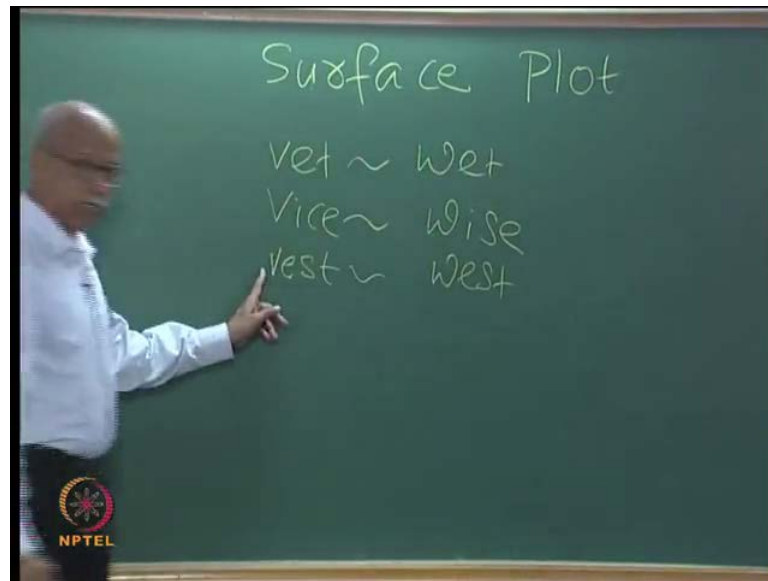 Surface Plot
vet ~ Wet
Vice ~ Wise
vest ~ West
NPTEL